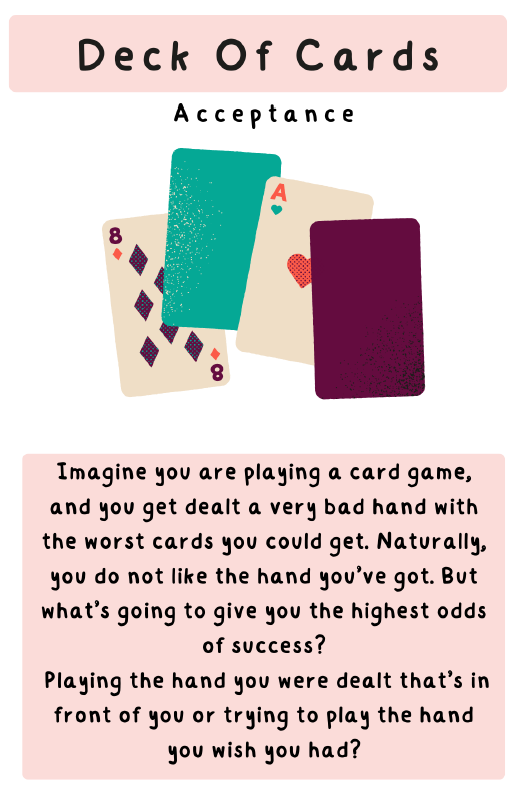 Deck Of Cards
Acceptance
8
A
8
Imagine you are playing a card game,
and you get dealt a very bad hand with
the worst cards you could get. Naturally,
you do not like the hand you've got. But
what's going to give you the highest odds
of success?
Playing the hand you were dealt that's in
front of you or trying to play the hand
you wish you had?